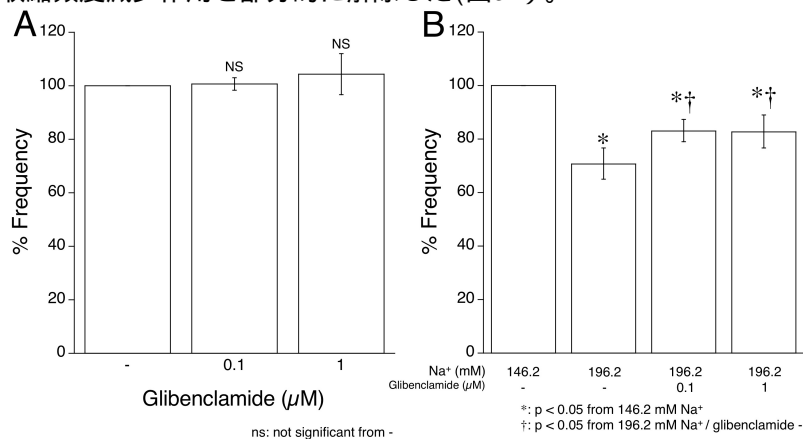 A
120
100
80
60
40
20
0
% Frequency
NS
NS
-
0.1
1
Glibenclamide (µM)
ns: not significant from -
B
120
100
80
60
40
20
0
% Frequency
*
*†
*†
Na⁺ (mM) 146.2 196.2 196.2 196.2
Glibenclamide (µM) - - 0.1 1
*: p < 0.05 from 146.2 mM Na⁺
†: p < 0.05 from 196.2 mM Na⁺ / glibenclamide -